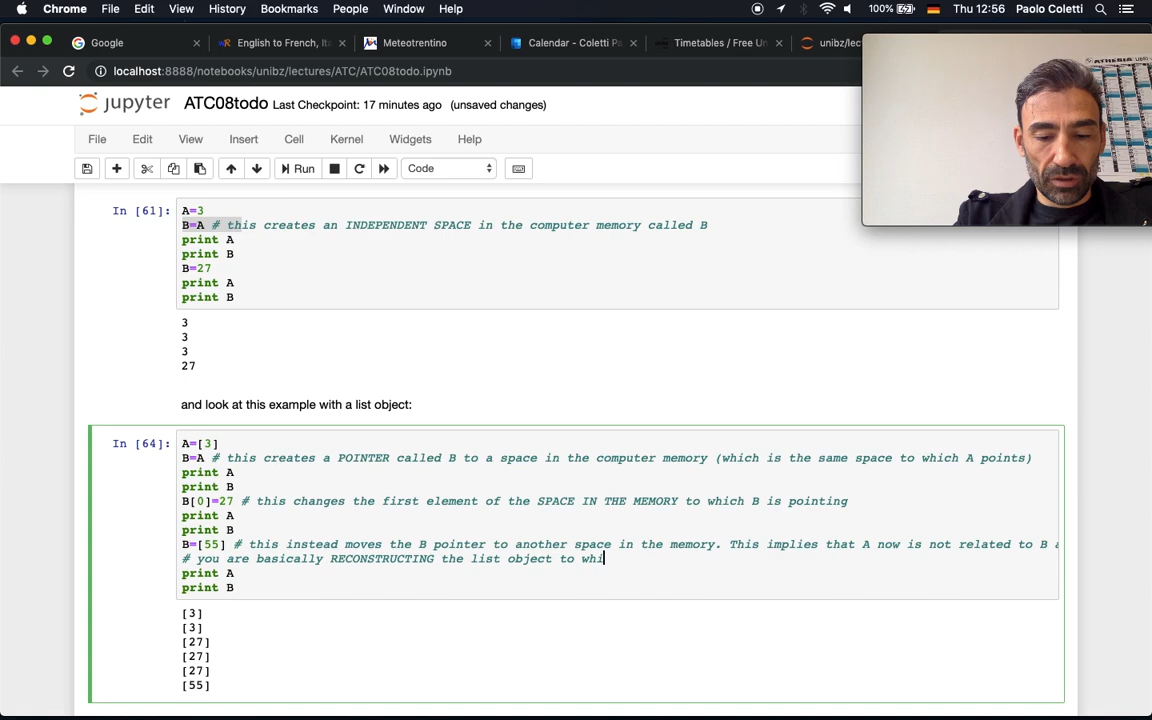 Chrome File Edit View History Bookmarks People Window Help 100% Thu 12:56 Paolo Coletti
Google × English to French, Ita × Meteotrentino × Calendar - Coletti Pa × Timetables / Free Un × unibz/lec
localhost:8888/notebooks/unibz/lectures/ATC/ATC08todo.ipynb
jupyter ATC08todo Last Checkpoint: 17 minutes ago (unsaved changes)
File Edit View Insert Cell Kernel Widgets Help
Run Code
In [61]: A=3
B=A # this creates an INDEPENDENT SPACE in the computer memory called B
print A
print B
B=27
print A
print B
3
3
3
27
and look at this example with a list object:
In [64]: A=[3]
B=A # this creates a POINTER called B to a space in the computer memory (which is the same space to which A points)
print A
print B
B[0]=27 # this changes the first element of the SPACE IN THE MEMORY to which B is pointing
print A
print B
B=[55] # this instead moves the B pointer to another space in the memory. This implies that A now is not related to B a
# you are basically RECONSTRUCTING the list object to whi
print A
print B
[3]
[3]
[27]
[27]
[27]
[55]